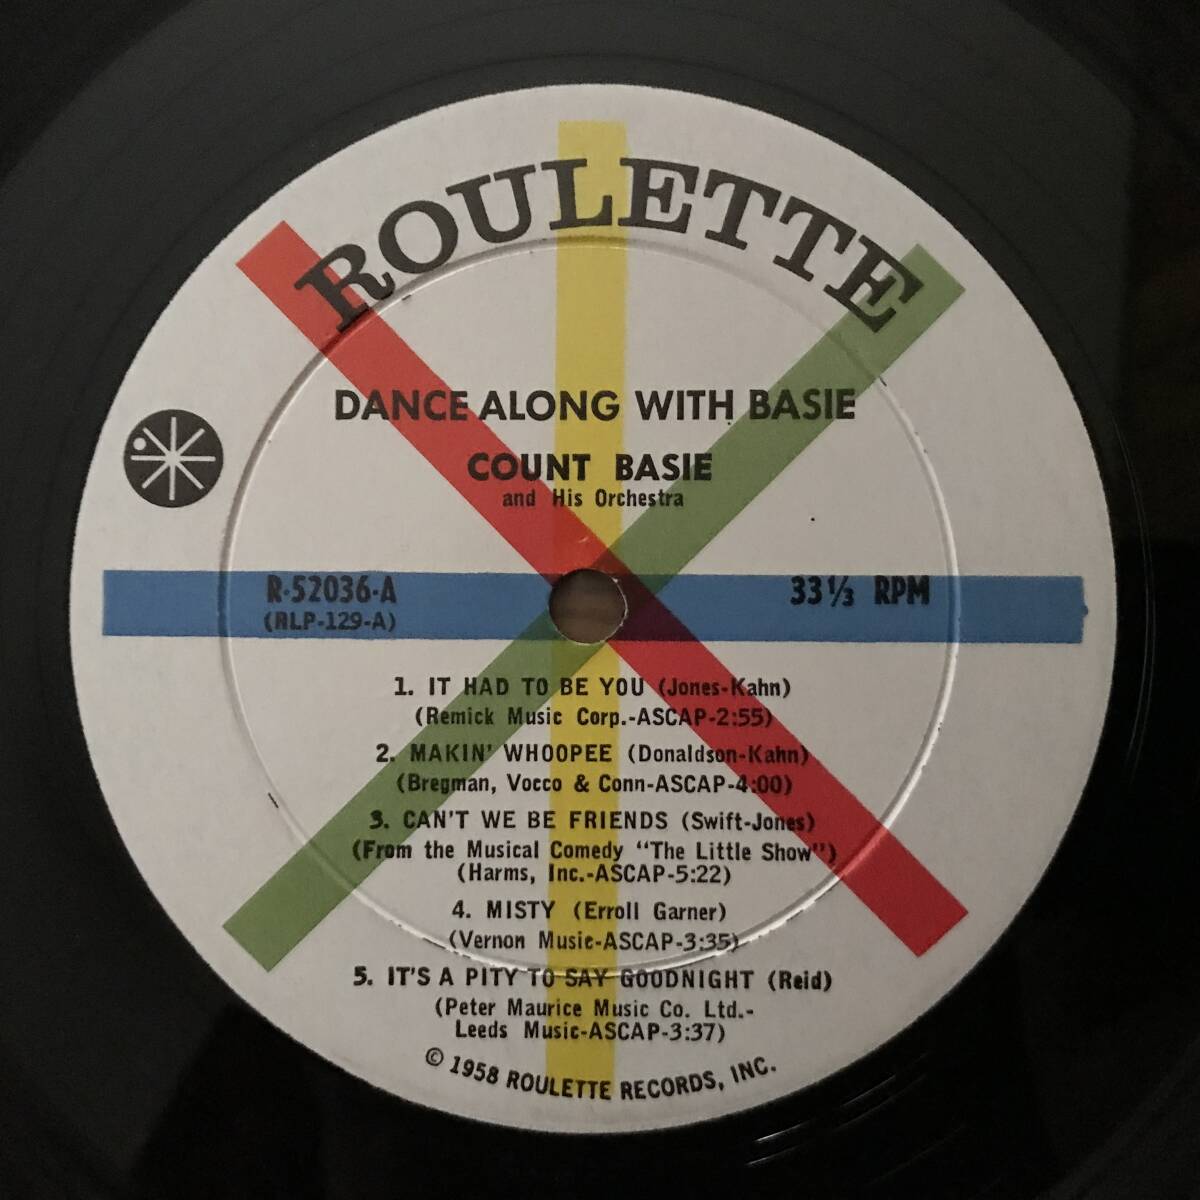 ROULETTE
DANCE ALONG WITH BASIE
COUNT BASIE
and His Orchestra
R-52036-A
(RLP-129-A)
33 1/3 RPM
1. IT HAD TO BE YOU (Jones-Kahn)
(Remick Music Corp.-ASCAP-2:55)
2. MAKIN' WHOOPEE (Donaldson-Kahn)
(Bregman, Vocco & Conn-ASCAP-4:00)
3. CAN'T WE BE FRIENDS (Swift-Jones)
(From the Musical Comedy "The Little Show")
(Harms, Inc.-ASCAP-5:22)
4. MISTY (Erroll Garner)
(Vernon Music-ASCAP-3:35)
5. IT'S A PITY TO SAY GOODNIGHT (Reid)
(Peter Maurice Music Co. Ltd.-
Leeds Music-ASCAP-3:37)
© 1958 ROULETTE RECORDS, INC.